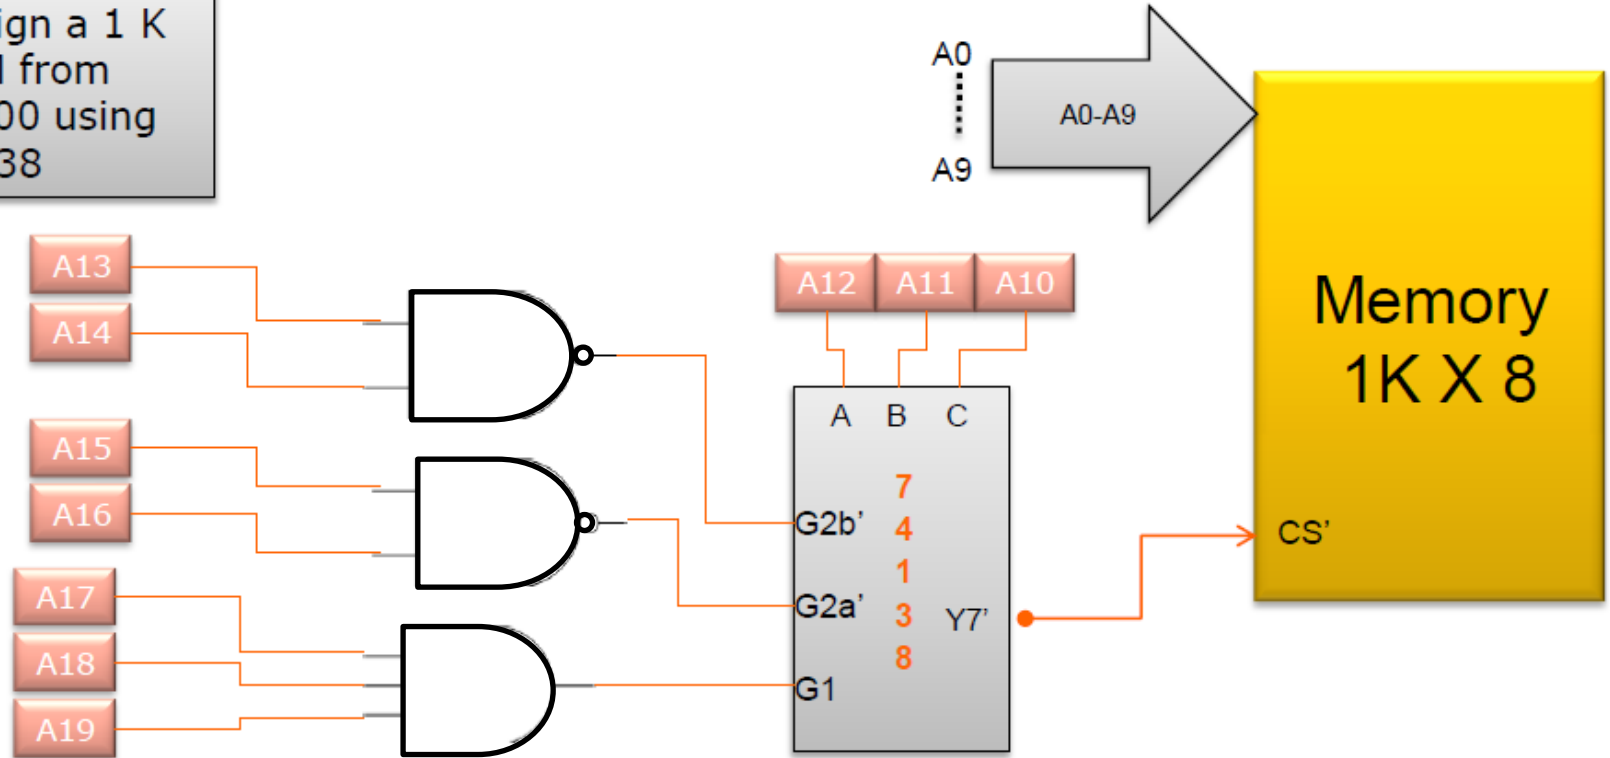 ign a 1 K
from
00 using
38
A0
A9
A0-A9
Memory
1K X 8
CS’
A13
A14
A15
A16
A17
A18
A19
A12 A11 A10
A B C
G2b’
G2a’
G1
7
4
1
3
8
Y7’